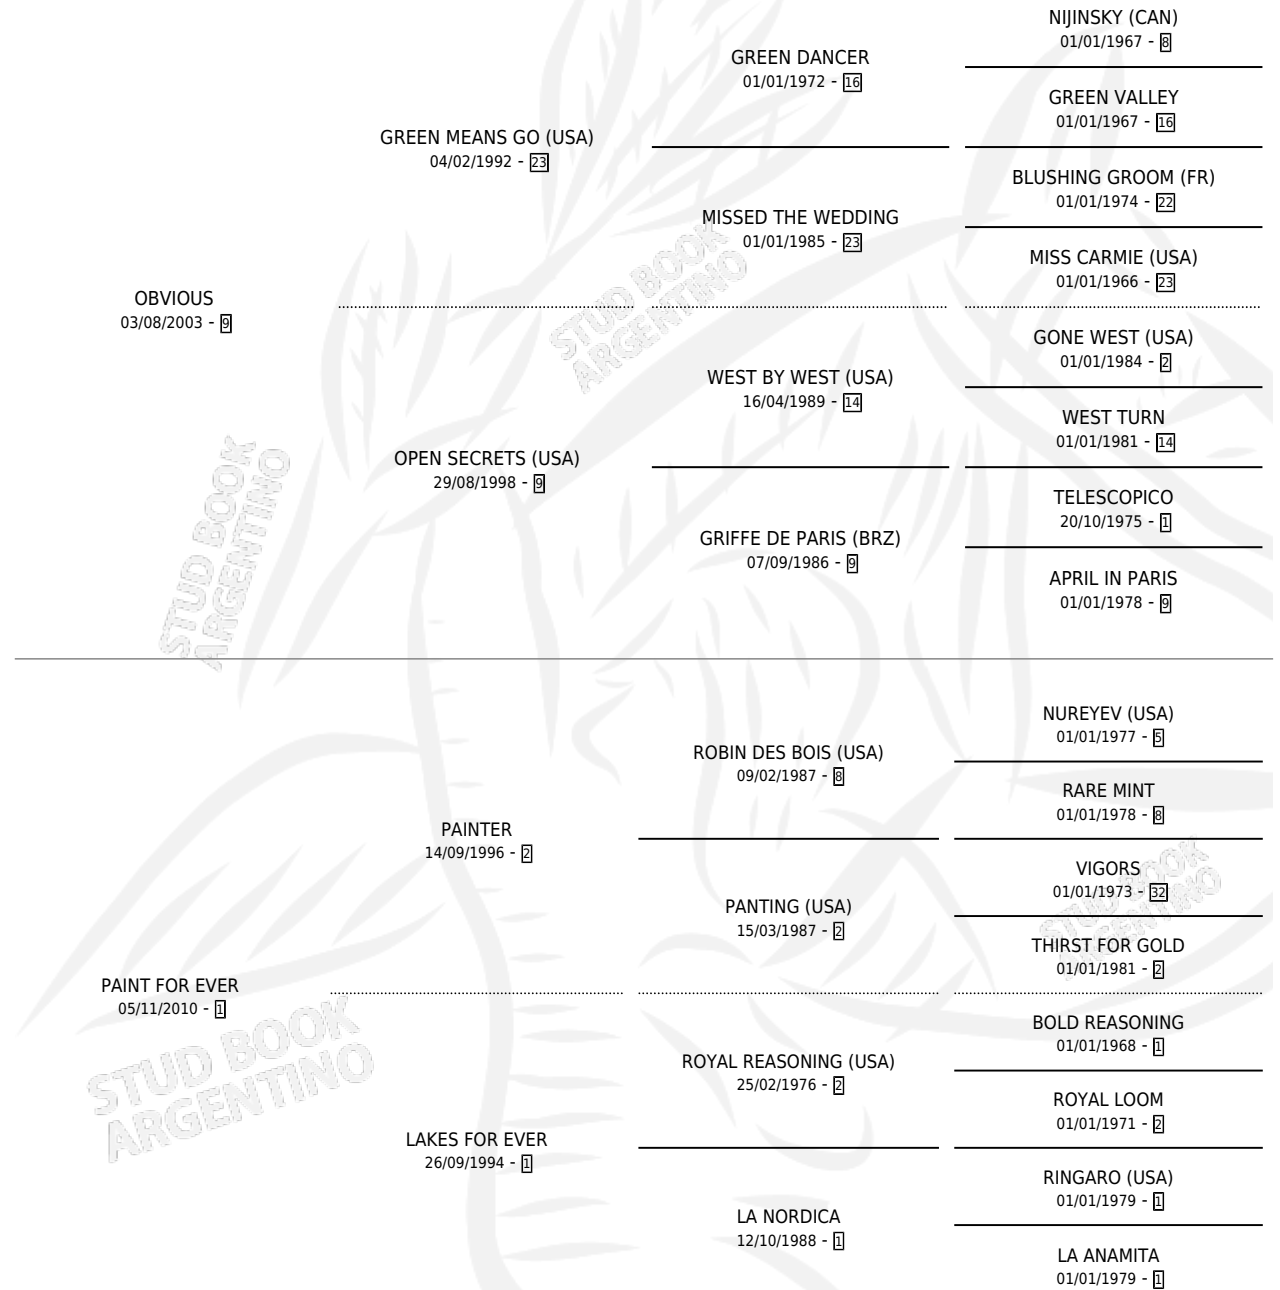 NIJINSKY (CAN)
01/01/1967 - 8
GREEN DANCER
01/01/1972 - 16
GREEN VALLEY
01/01/1967 - 16
GREEN MEANS GO (USA)
04/02/1992 - 23
BLUSHING GROOM (FR)
01/01/1974 - 22
MISSED THE WEDDING
01/01/1985 - 23
MISS CARMIE (USA)
01/01/1966 - 23
OBVIOUS
03/08/2003 - 9
GONE WEST (USA)
01/01/1984 - 2
WEST BY WEST (USA)
16/04/1989 - 14
WEST TURN
01/01/1981 - 14
OPEN SECRETS (USA)
29/08/1998 - 9
TELESCOPICO
20/10/1975 - 1
GRIFFE DE PARIS (BRZ)
07/09/1986 - 9
APRIL IN PARIS
01/01/1978 - 9
STUD BOOK
ARGENTINO
STUD BOOK
ARGENTINO
NUREYEV (USA)
01/01/1977 - 5
ROBIN DES BOIS (USA)
09/02/1987 - 8
RARE MINT
01/01/1978 - 8
PAINTER
14/09/1996 - 2
VIGORS
01/01/1973 - 32
PANTING (USA)
15/03/1987 - 2
THIRST FOR GOLD
01/01/1981 - 2
PAINT FOR EVER
05/11/2010 - 1
BOLD REASONING
01/01/1968 - 1
ROYAL REASONING (USA)
25/02/1976 - 2
ROYAL LOOM
01/01/1971 - 2
LAKES FOR EVER
26/09/1994 - 1
RINGARO (USA)
01/01/1979 - 1
LA NORDICA
12/10/1988 - 1
LA ANAMITA
01/01/1979 - 1
STUD BOOK
ARGENTINO
STUD BOOK
ARGENTINO